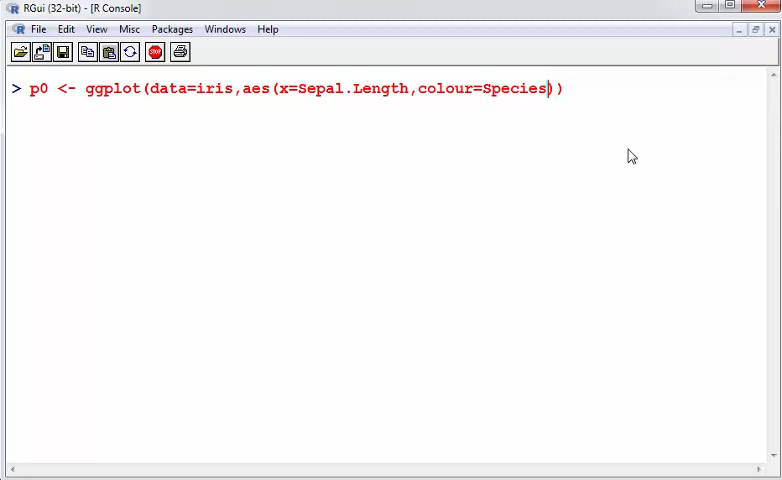 RGui (32-bit) - [R Console]
File Edit View Misc Packages Windows Help
STOP
> p0 <- ggplot(data=iris,aes(x=Sepal.Length,colour=Species))